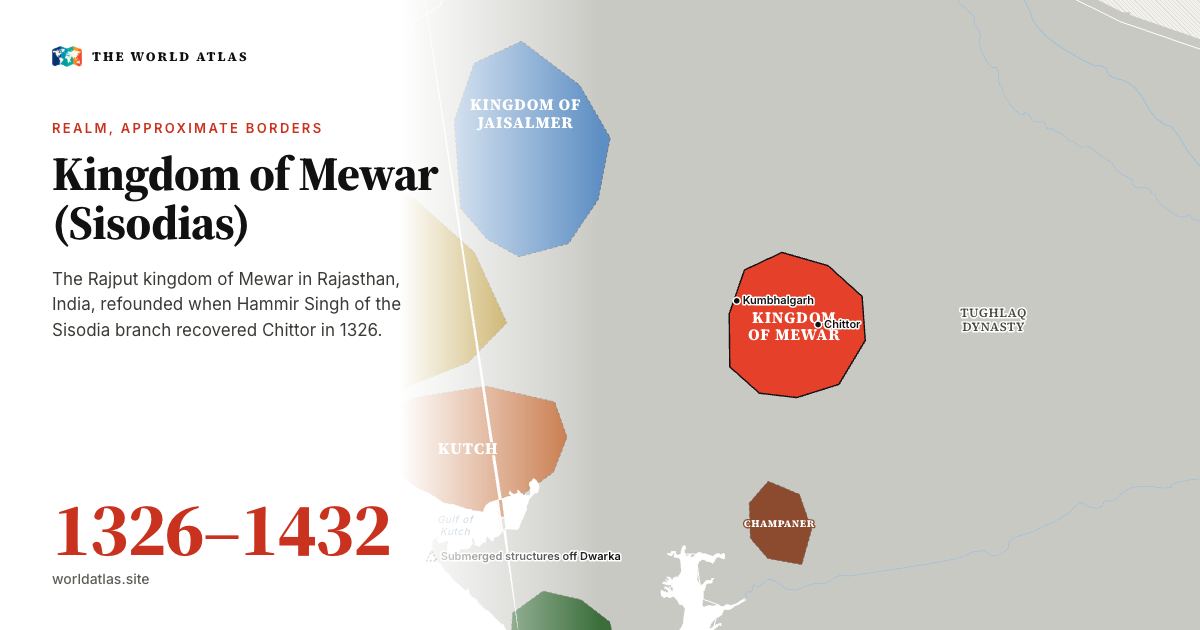 THE WORLD ATLAS
REALM, APPROXIMATE BORDERS
Kingdom of Mewar
(Sisodias)
The Rajput kingdom of Mewar in Rajasthan,
India, refounded when Hammir Singh of the
Sisodia branch recovered Chittor in 1326.
1326–1432
worldatlas.site
KINGDOM OF
JAISALMER
Kumbhalgarh
KINGDOM
OF MEWAR
Chittor
TUGHLAQ
DYNASTY
KUTCH
Gulf of
Kutch
Submerged structures off Dwarka
CHAMPANER